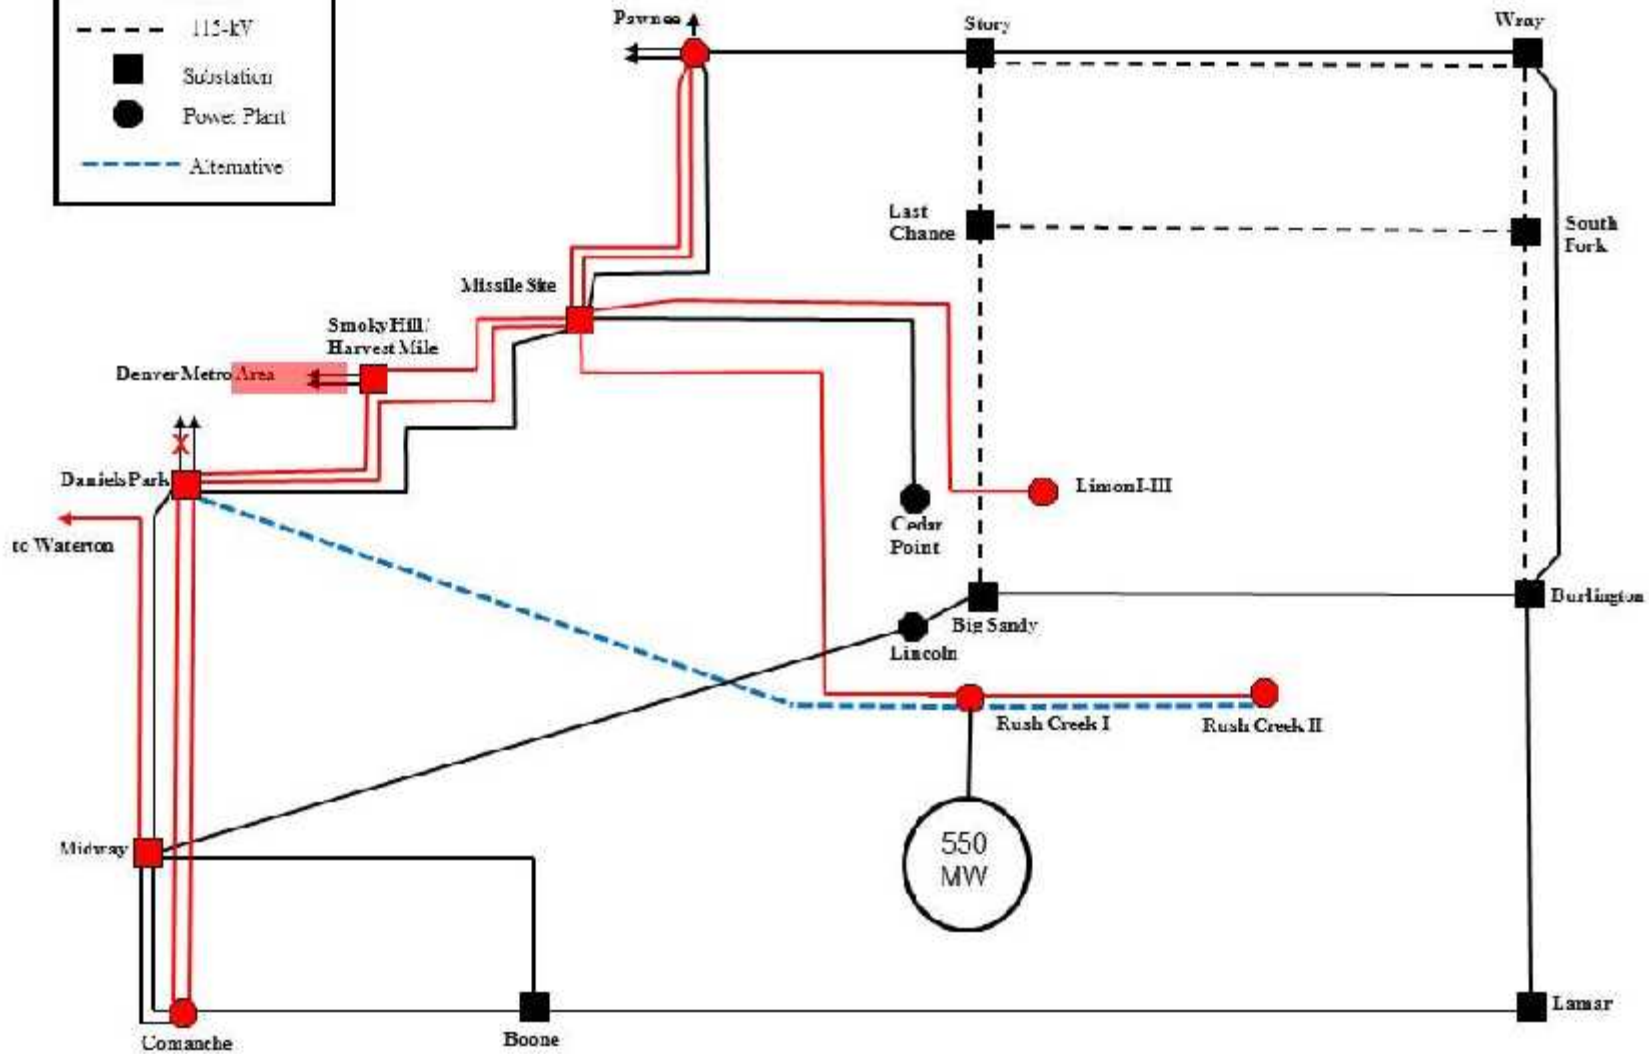 115-kV
Substation
Power Plant
Alternative
Pawnee
Story
Wray
Last
Chance
South
Fork
Missile Site
Smoky Hill/
Harvest Mile
Denver Metro Area
X
Daniels Park
Limon I-III
Cedar
Point
to Waterton
Big Sandy
Burlington
Lincoln
Rush Creek I
Rush Creek II
550
MW
Midway
Lamar
Comanche
Boone